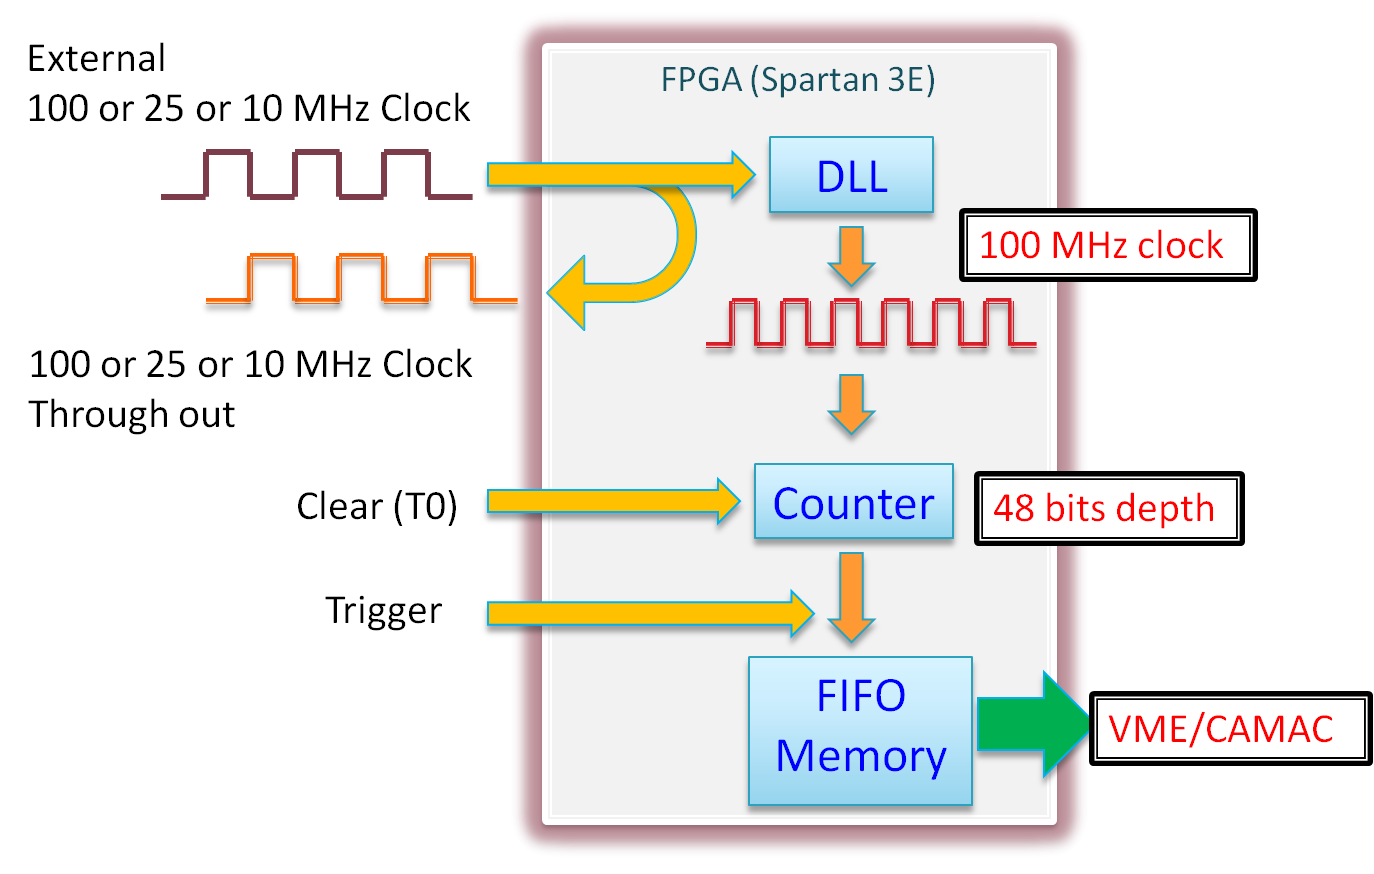 External
100 or 25 or 10 MHz Clock
FPGA (Spartan 3E)
DLL
100 MHz clock
100 or 25 or 10 MHz Clock
Through out
Clear (T0)
Counter
48 bits depth
Trigger
FIFO
Memory
VME/CAMAC